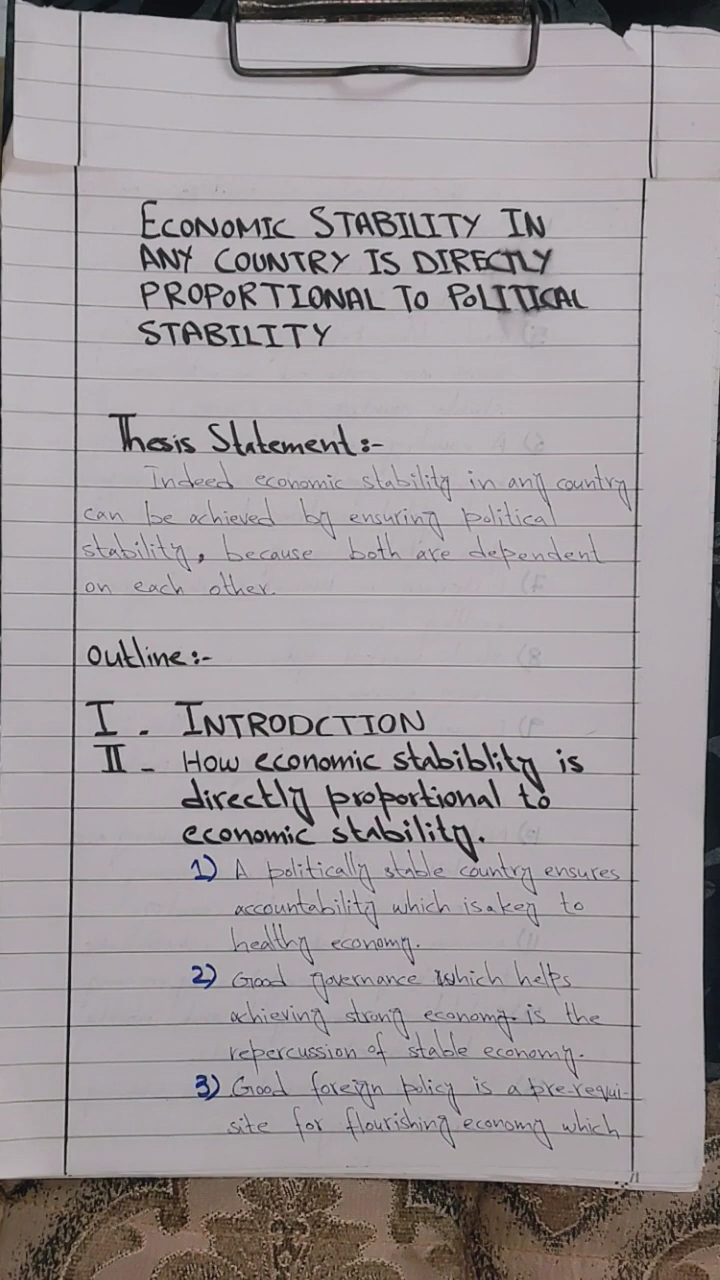 ECONOMIC STABILITY IN
ANY COUNTRY IS DIRECTLY
PROPORTIONAL TO POLITICAL
STABILITY
Thesis Statement:-
Indeed economic stability in any country
can be achieved by ensuring political
stability, because both are dependent
on each other.
outline:-
I. INTRODCTION
II - How economic stabiblity is
directly proportional to
economic stability.
1) A politically stable country ensures
accountability which is a key to
healthy economy.
2) Good governance which helps
achieving strong economy is the
repercussion of stable economy.
3) Good foreign policy is a pre-requi-
site for flourishing economy which